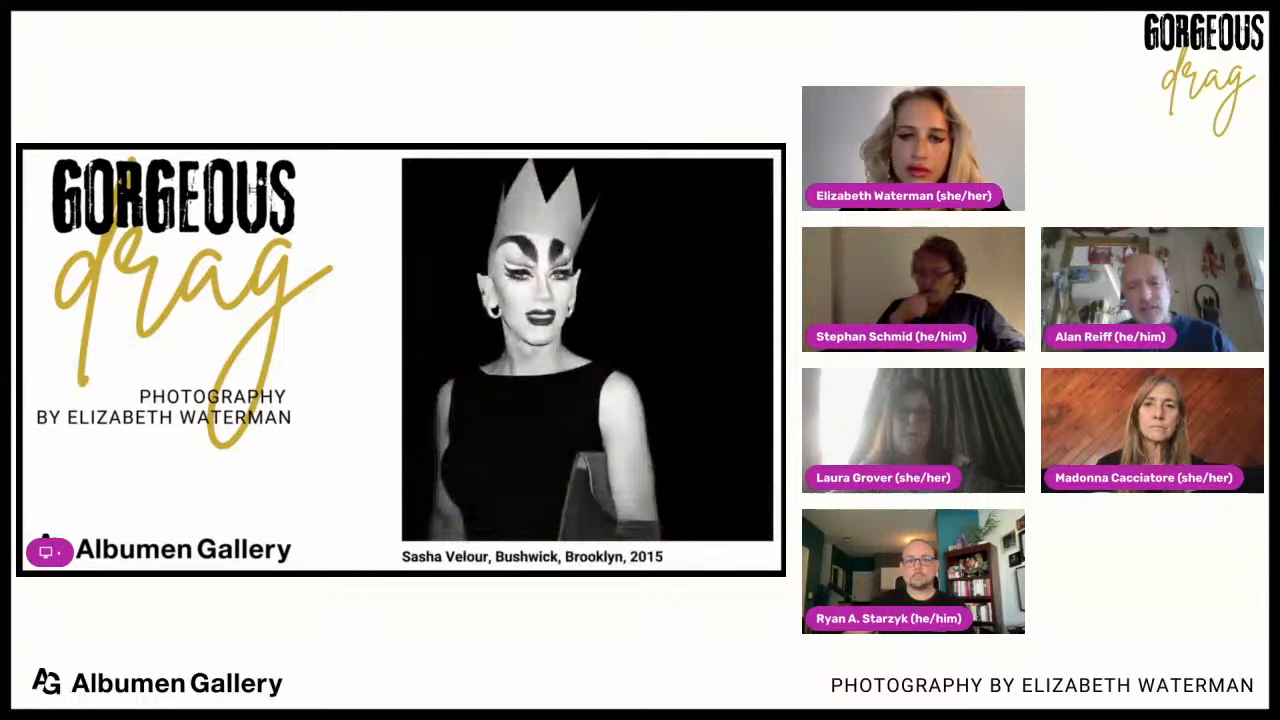 GORGEOUS
drag
PHOTOGRAPHY
BY ELIZABETH WATERMAN
Albumen Gallery
Sasha Velour, Bushwick, Brooklyn, 2015
GORGEOUS
drag
Elizabeth Waterman (she/her)
Stephan Schmid (he/him)
Alan Reiff (he/him)
Laura Grover (she/her)
Madonna Cacciatore (she/her)
Ryan A. Starzyk (he/him)
AG Albumen Gallery
PHOTOGRAPHY BY ELIZABETH WATERMAN